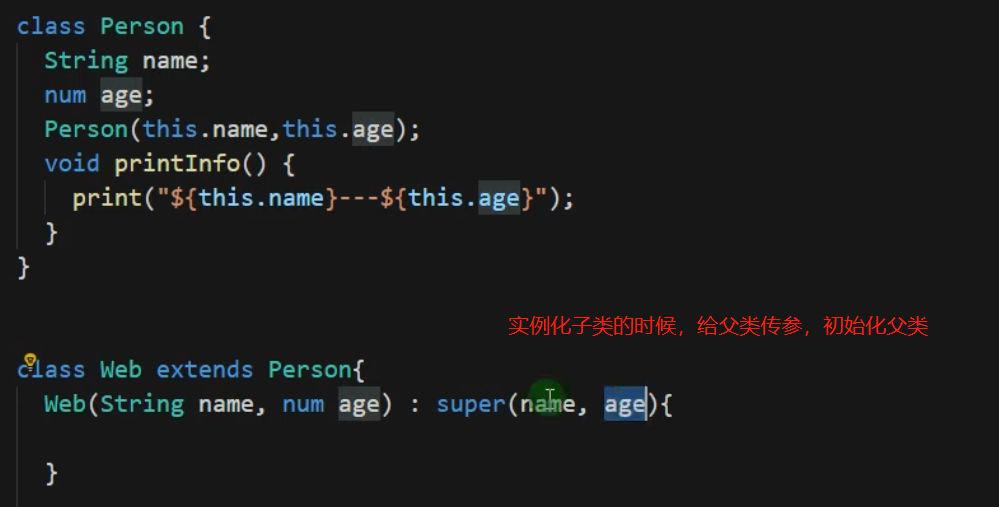 class Person {
String name;
num age;
Person(this.name,this.age);
void printInfo() {
print("${this.name}---${this.age}");
}
}
实例化子类的时候，给父类传参，初始化父类
class Web extends Person{
Web(String name, num age) : super(name, age){
}